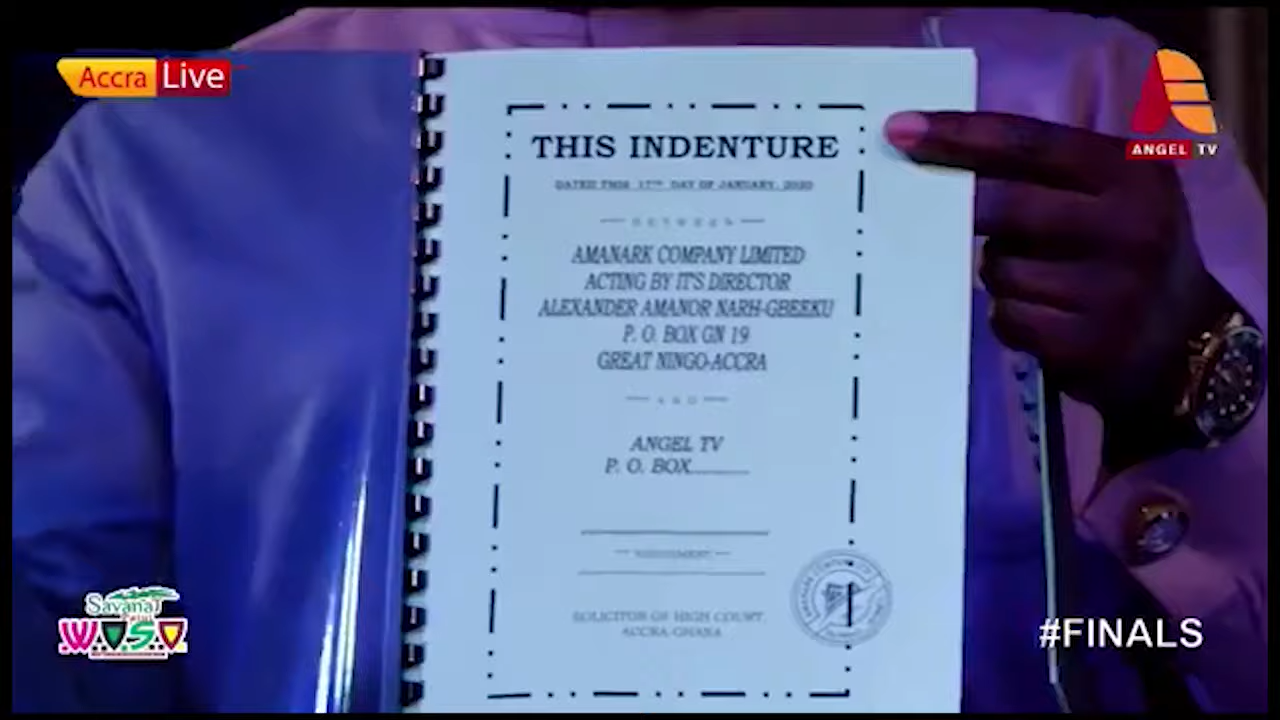 Accra Live
ANGEL TV
THIS INDENTURE
DATED THIS 17TH DAY OF JANUARY, 2020
BETWEEN
AMANARK COMPANY LIMITED
ACTING BY IT'S DIRECTOR
ALEXANDER AMANOR NARH-GBEEKU
P. O. BOX GN 19
GREAT NINGO-ACCRA
AND
ANGEL TV
P. O. BOX
SOLICITOR OF HIGH COURT
ACCRA-GHANA
Savana
W.O.S.O
#FINALS